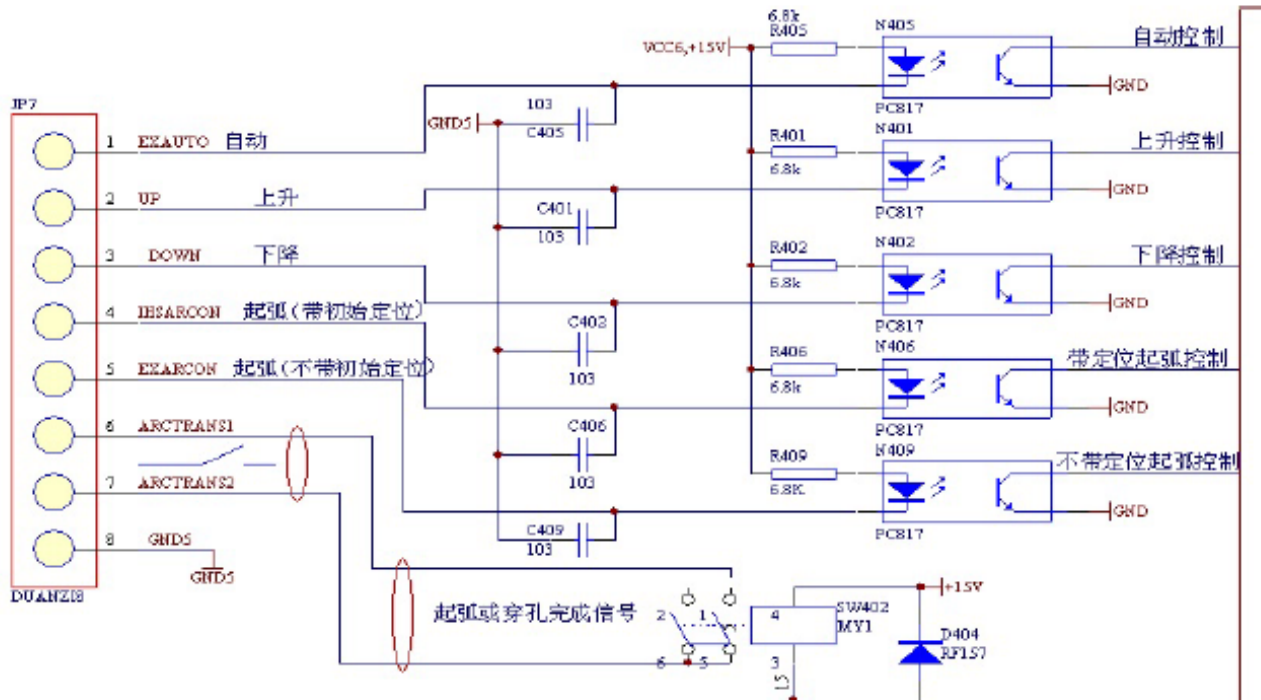 6.8k
R405
N405
自动控制
VCC6,+15V
JP7
103
GND
PC817
GND5
C405
N401
1 EXAUTO 自动
R401
上升控制
6.8k
GND
2 UP 上升
C401
PC817
103
N402
3 DOWN 下降
R402
下降控制
6.8k
GND
4 IHSARCON 起弧(带初始定位)
C402
PC817
N406
5 EXARCON 起弧(不带初始定位)
103
R406
带定位起弧控制
6.8k
GND
6 ARCTRANS1
C406
PC817
N409
R409
不带定位起弧控制
7 ARCTRANS2
103
6.8K
GND
C409
PC817
8 GND5
103
GND5
DUANZI8
+15V
起弧或穿孔完成信号
2 1 4
SW402
MY1
D404
RF157
6 5 3
15